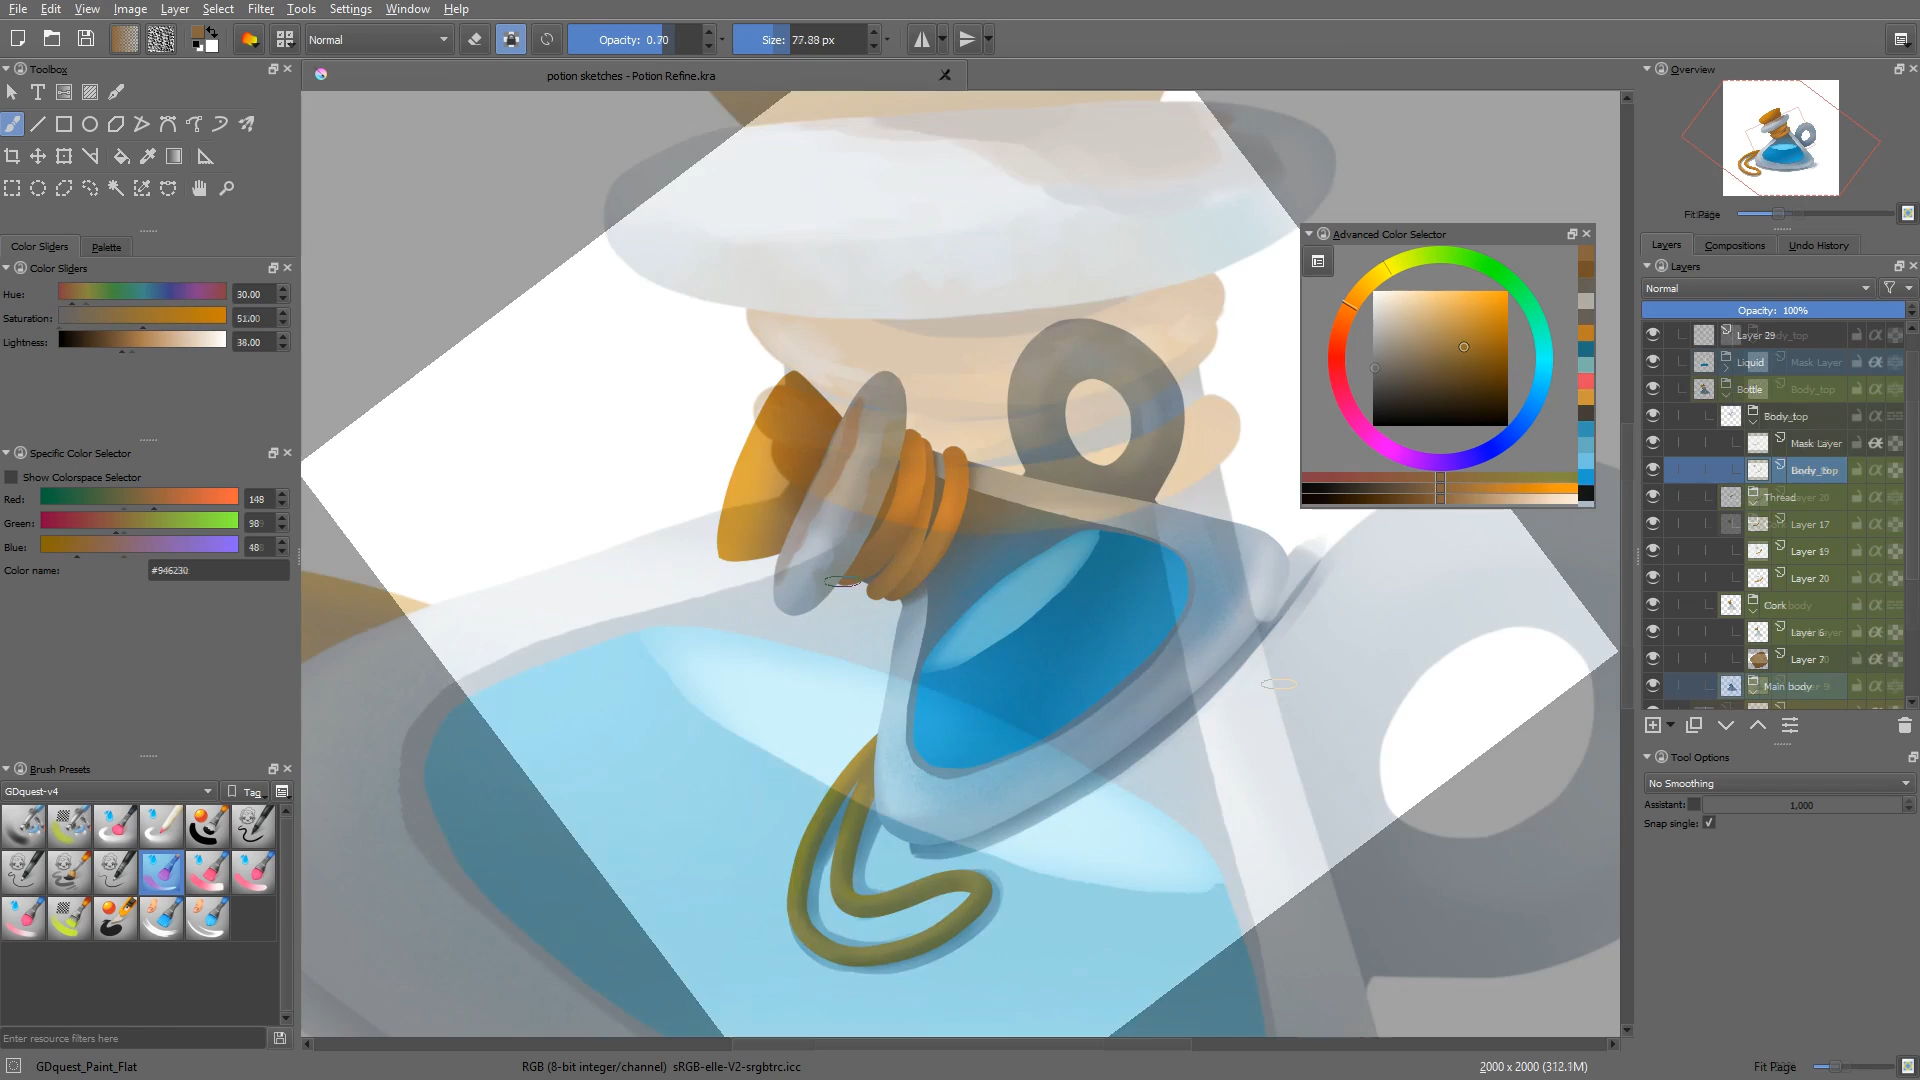 File Edit View Image Layer Select Filter Tools Settings Window Help
Normal
Opacity: 0.70
Size: 77.88 px
Toolbox
potion sketches - Potion Refine.kra
Overview
Fit Page
Color Sliders Palette
Color Sliders
Hue: 30.00
Saturation: 51.00
Lightness: 38.00
Specific Color Selector
Show Colorspace Selector
Red: 148
Green: 98
Blue: 48
Color name: #946230
Brush Presets
GDquest-v4 Tag
Enter resource filters here
GDquest_Paint_Flat
RGB (8-bit integer/channel) sRGB-elle-V2-srgbtrc.icc
2000 x 2000 (312.1M)
Fit Page
Advanced Color Selector
Layers Compositions Undo History
Layers
Normal
Opacity: 100%
Layer 29
Liquid Mask Layer
Bottle Body_top
Body_top
Mask Layer
Body_top
Thread
Layer 17
Layer 19
Layer 20
Cork
Layer 6
Layer 7
Main body
Tool Options
No Smoothing
Assistant: 1,000
Snap single: